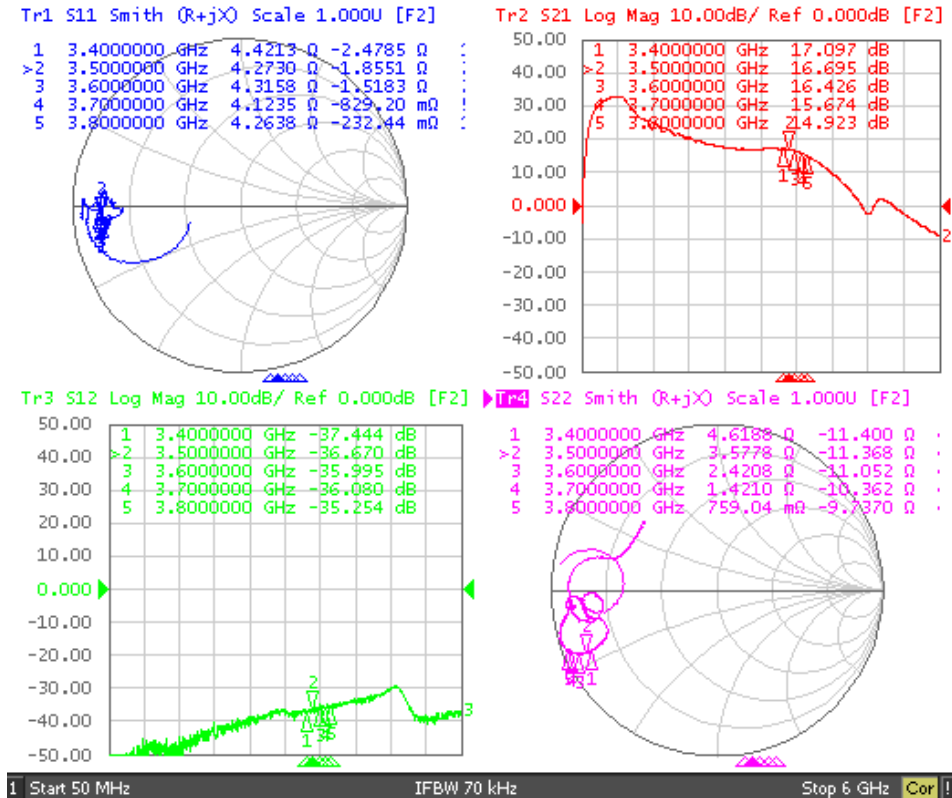 Tr1 S11 Smith (R+jX) Scale 1.000U [F2]
1 3.4000000 GHz 4.4213 Ω -2.4785 Ω
>2 3.5000000 GHz 4.2730 Ω -1.8551 Ω
3 3.6000000 GHz 4.3158 Ω -1.5183 Ω
4 3.7000000 GHz 4.1235 Ω -829.20 mΩ
5 3.8000000 GHz 4.2638 Ω -232.44 mΩ
2
Tr2 S21 Log Mag 10.00dB/ Ref 0.000dB [F2]
50.00
40.00
30.00
20.00
10.00
0.000
-10.00
-20.00
-30.00
-40.00
-50.00
1 3.4000000 GHz 17.097 dB
>2 3.5000000 GHz 16.695 dB
3 3.6000000 GHz 16.426 dB
4 3.7000000 GHz 15.674 dB
5 3.8000000 GHz 14.923 dB
2
1
2
Tr3 S12 Log Mag 10.00dB/ Ref 0.000dB [F2]
50.00
40.00
30.00
20.00
10.00
0.000
-10.00
-20.00
-30.00
-40.00
-50.00
1 3.4000000 GHz -37.444 dB
>2 3.5000000 GHz -36.670 dB
3 3.6000000 GHz -35.995 dB
4 3.7000000 GHz -36.080 dB
5 3.8000000 GHz -35.254 dB
2
1
3
Tr4 S22 Smith (R+jX) Scale 1.000U [F2]
1 3.4000000 GHz 4.6188 Ω -11.400 Ω
>2 3.5000000 GHz 3.5778 Ω -11.368 Ω
3 3.6000000 GHz 2.4208 Ω -11.052 Ω
4 3.7000000 GHz 1.4210 Ω -10.362 Ω
5 3.8000000 GHz 759.04 mΩ -9.7370 Ω
2
1
1 Start 50 MHz IFBW 70 kHz Stop 6 GHz Cor